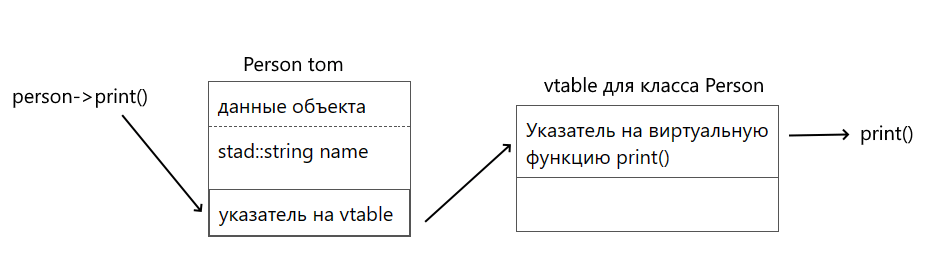 person->print()
Person tom
данные объекта
stad::string name
указатель на vtable
vtable для класса Person
Указатель на виртуальную
функцию print()
print()